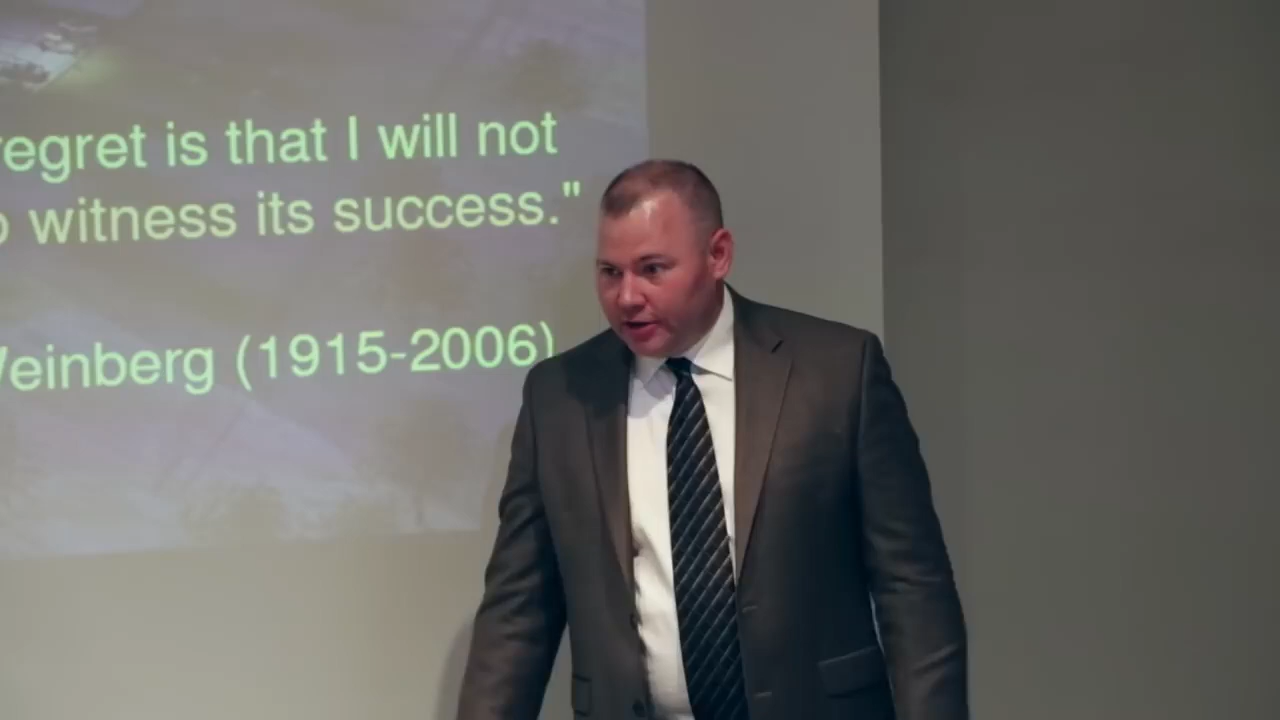 regret is that I will not
witness its success."
Weinberg (1915-2006)